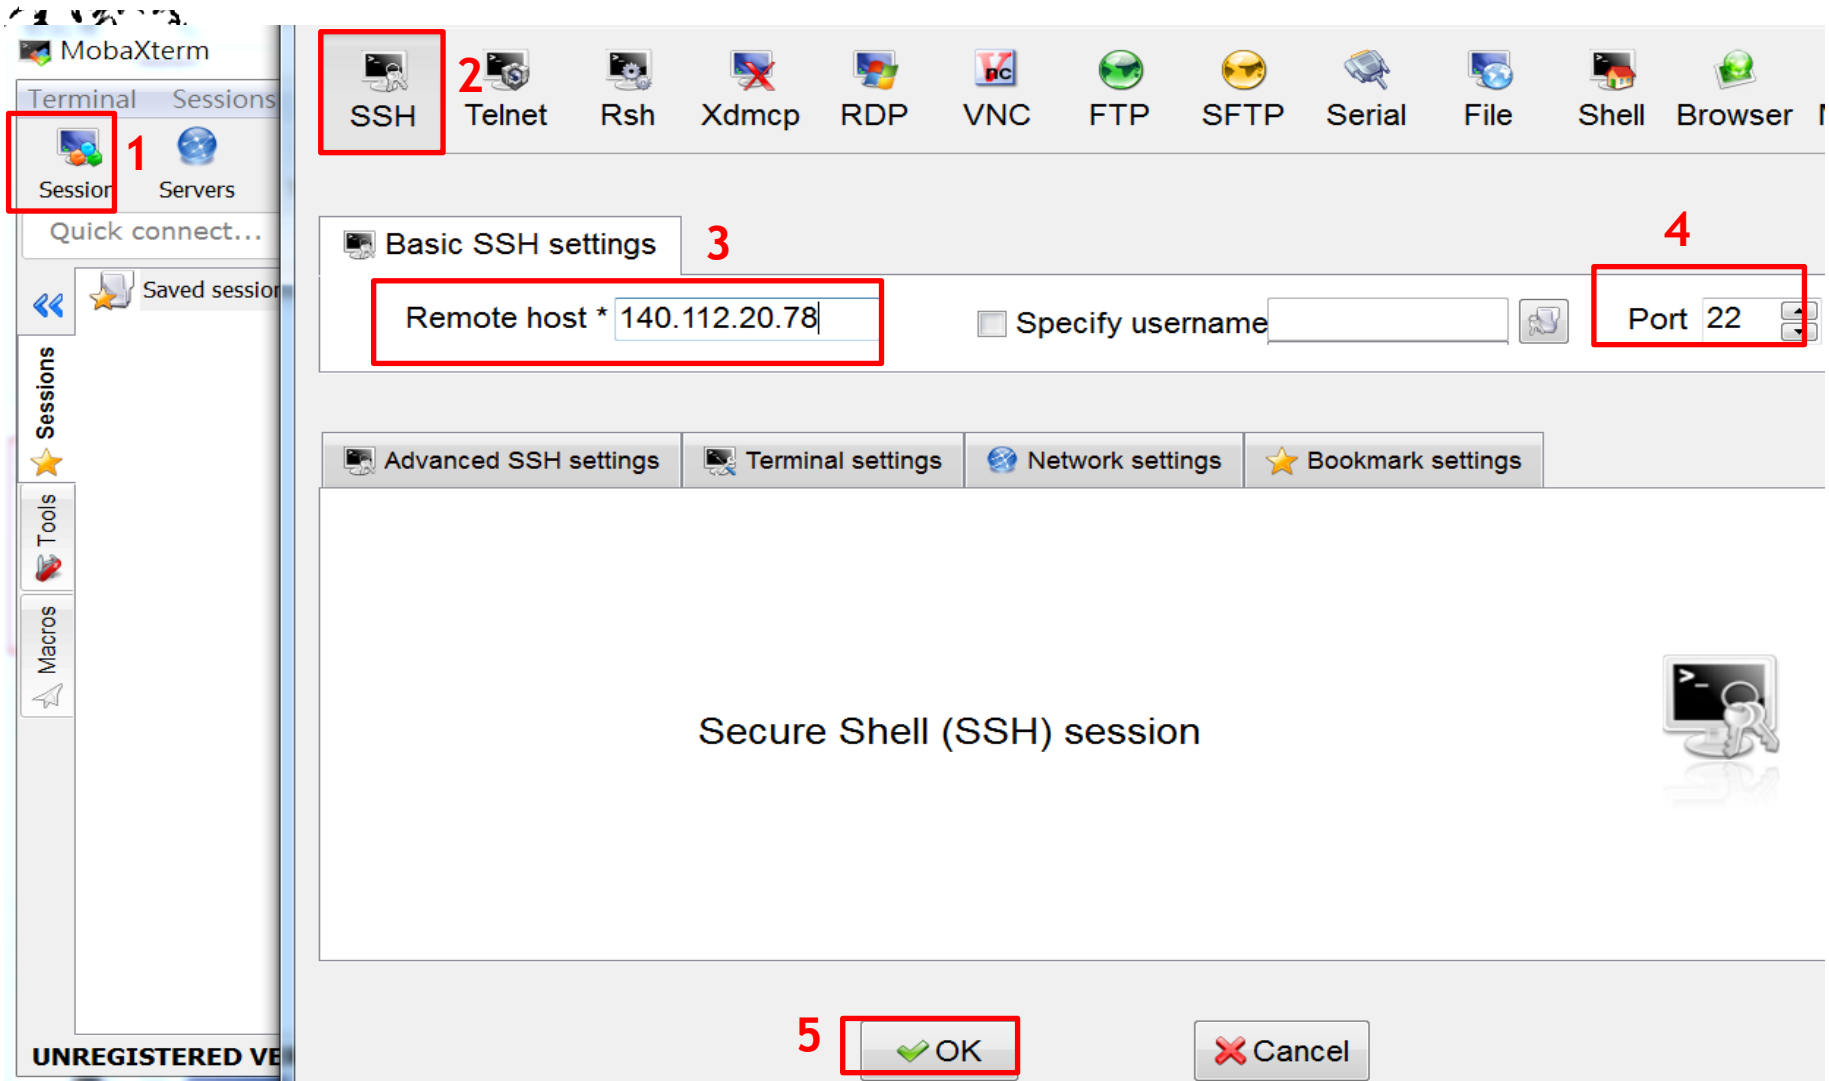 MobaXterm
Terminal Sessions
1
Session Servers
Quick connect...
Saved session
Sessions
Tools
Macros
UNREGISTERED VE
2
SSH Telnet Rsh Xdmcp RDP VNC FTP SFTP Serial File Shell Browser
Basic SSH settings
3
4
Remote host * 140.112.20.78
Specify username
Port 22
Advanced SSH settings Terminal settings Network settings Bookmark settings
Secure Shell (SSH) session
5
OK
Cancel